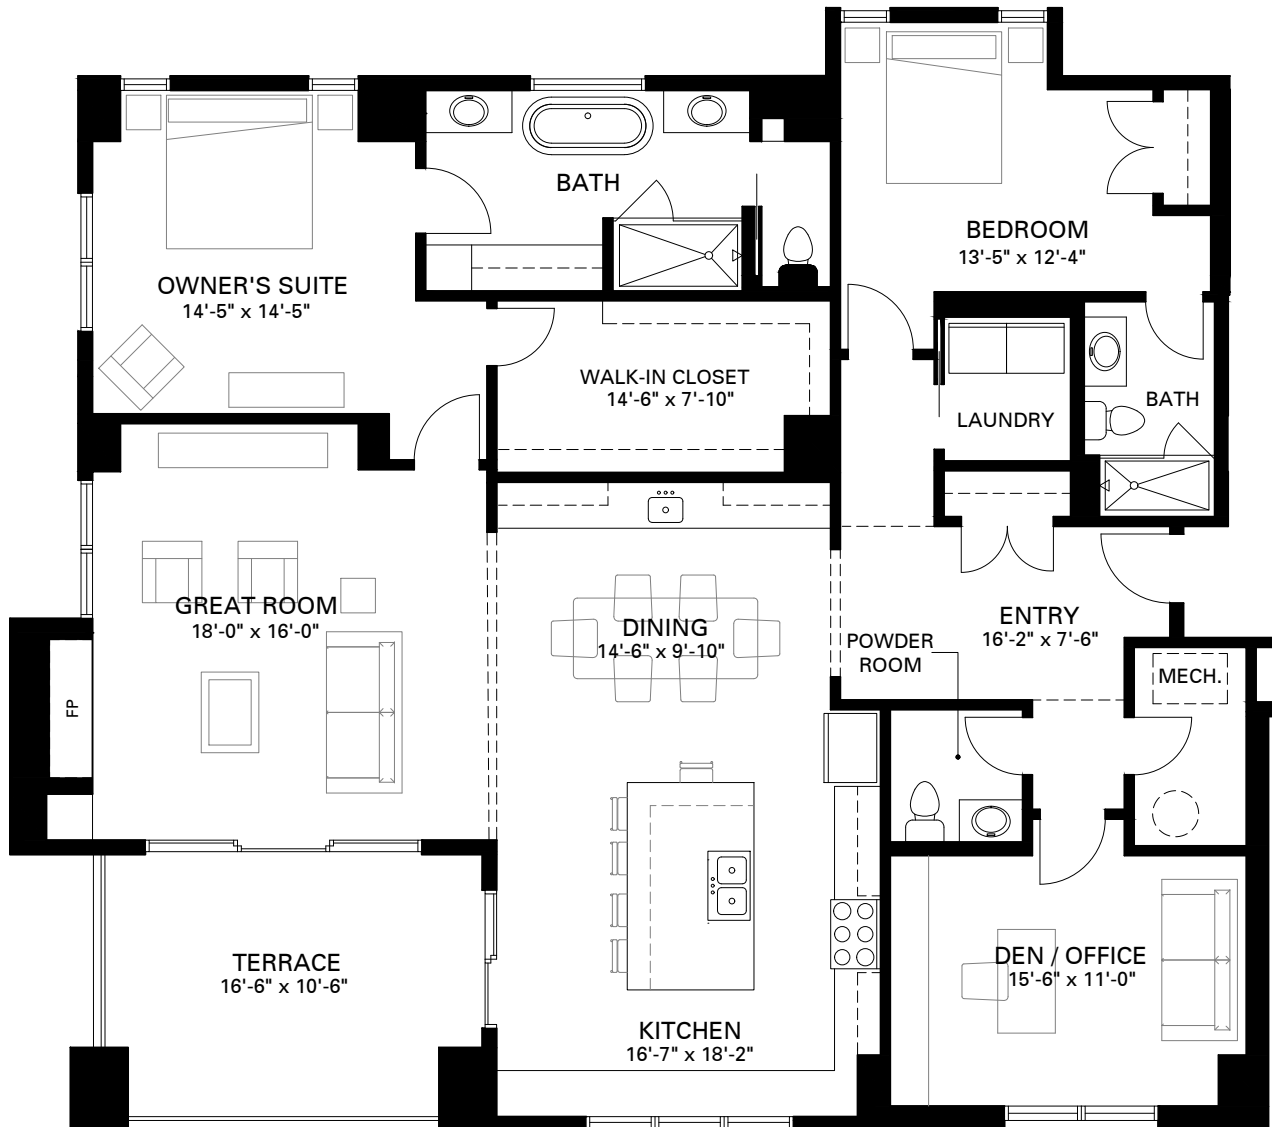 BATH
BEDROOM
13'-5" x 12'-4"
OWNER'S SUITE
14'-5" x 14'-5"
WALK-IN CLOSET
14'-6" x 7'-10"
BATH
LAUNDRY
GREAT ROOM
18'-0" x 16'-0"
DINING
14'-6" x 9'-10"
ENTRY
16'-2" x 7'-6"
POWDER
ROOM
MECH.
FP
TERRACE
16'-6" x 10'-6"
DEN / OFFICE
15'-6" x 11'-0"
KITCHEN
16'-7" x 18'-2"